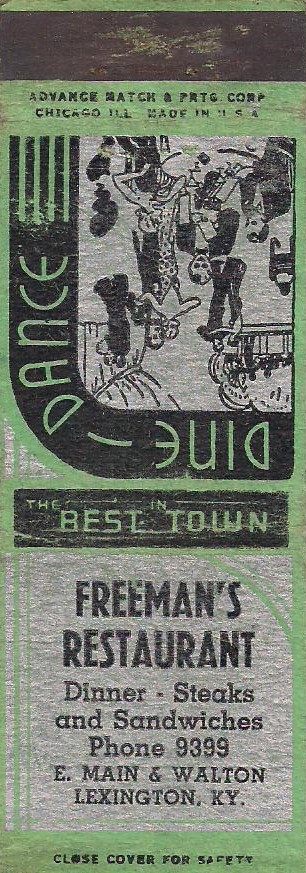 ADVANCE MATCH & PRTG. CORP
CHICAGO ILL MADE IN U S A
DINE DANCE
THE BEST IN TOWN
FREEMAN'S
RESTAURANT
Dinner - Steaks
and Sandwiches
Phone 9399
E. MAIN & WALTON
LEXINGTON, KY.
CLOSE COVER FOR SAFETY